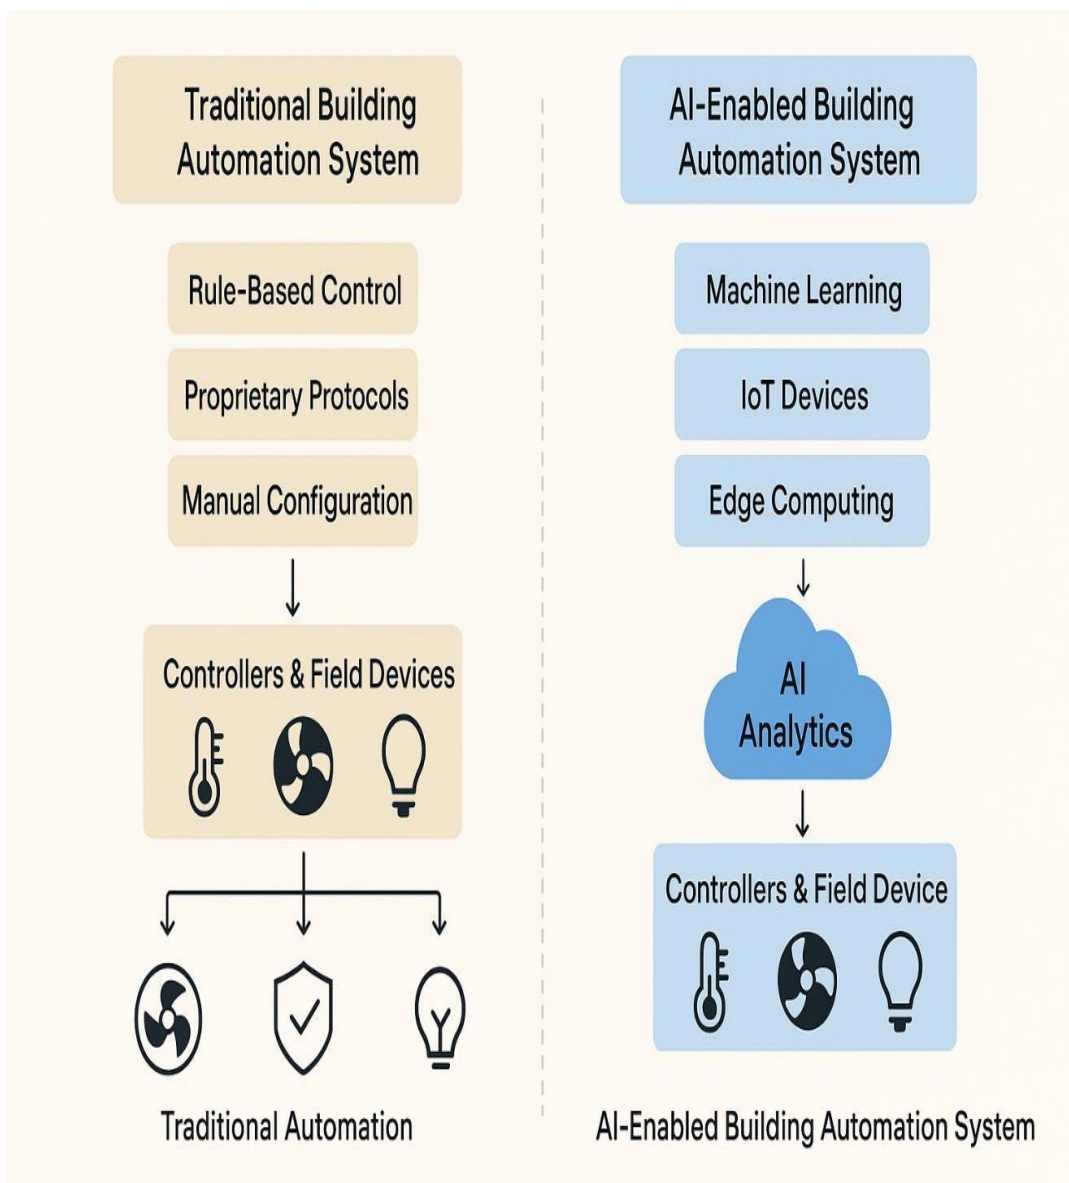 Traditional Building
Automation System
Rule-Based Control
Proprietary Protocols
Manual Configuration
Controllers & Field Devices
Traditional Automation
AI-Enabled Building
Automation System
Machine Learning
IoT Devices
Edge Computing
AI
Analytics
Controllers & Field Device
AI-Enabled Building Automation System